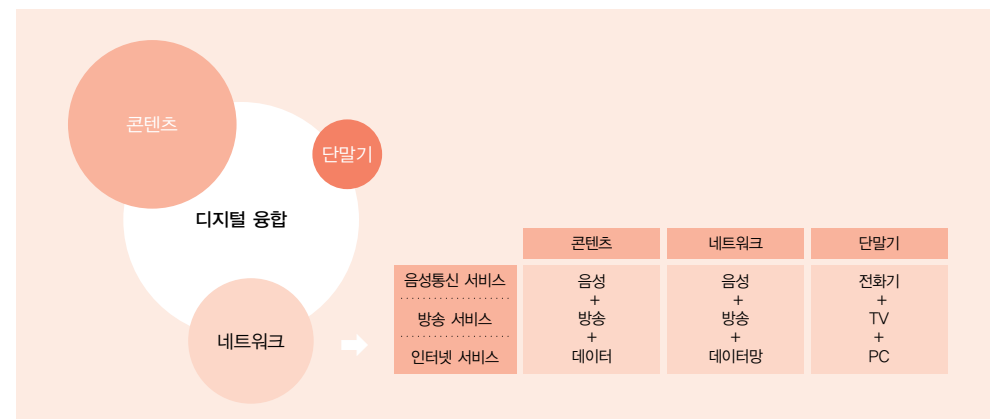 콘텐츠
단말기
디지털 융합
네트워크
콘텐츠 네트워크 단말기
음성통신 서비스 음성 음성 전화기
+ + +
방송 서비스 방송 방송 TV
+ + +
인터넷 서비스 데이터 데이터망 PC